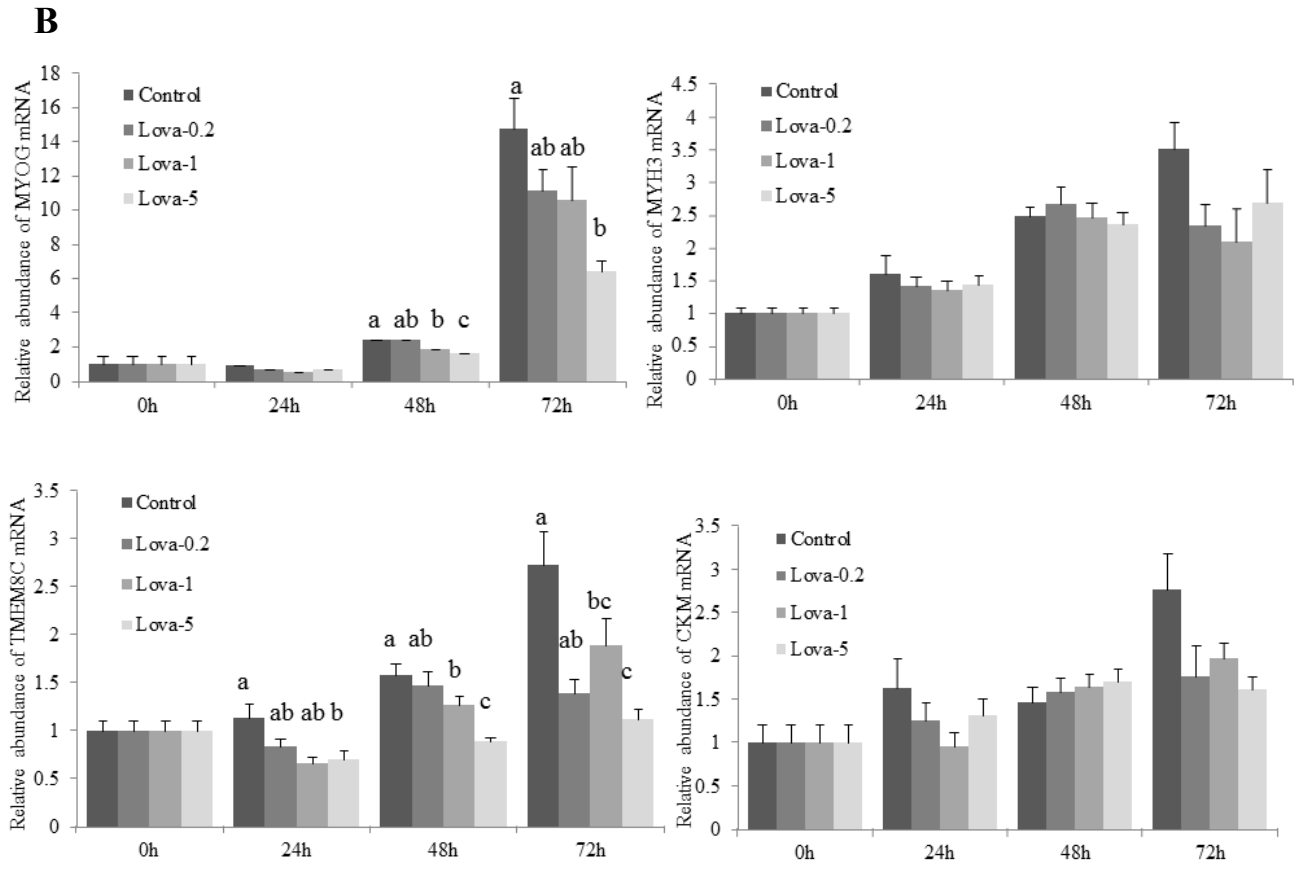 B
Relative abundance of MYOG mRNA
18
16
14
12
10
8
6
4
2
0
Control
Lova-0.2
Lova-1
Lova-5
a ab b c
a
ab ab
b
0h 24h 48h 72h
Relative abundance of MYH3 mRNA
4.5
4
3.5
3
2.5
2
1.5
1
0.5
0
Control
Lova-0.2
Lova-1
Lova-5
0h 24h 48h 72h
Relative abundance of TMEM8C mRNA
3.5
3
2.5
2
1.5
1
0.5
0
Control
Lova-0.2
Lova-1
Lova-5
a
ab ab b
a ab
b
c
a
ab
bc
c
0h 24h 48h 72h
Relative abundance of CKM mRNA
3.5
3
2.5
2
1.5
1
0.5
0
Control
Lova-0.2
Lova-1
Lova-5
0h 24h 48h 72h